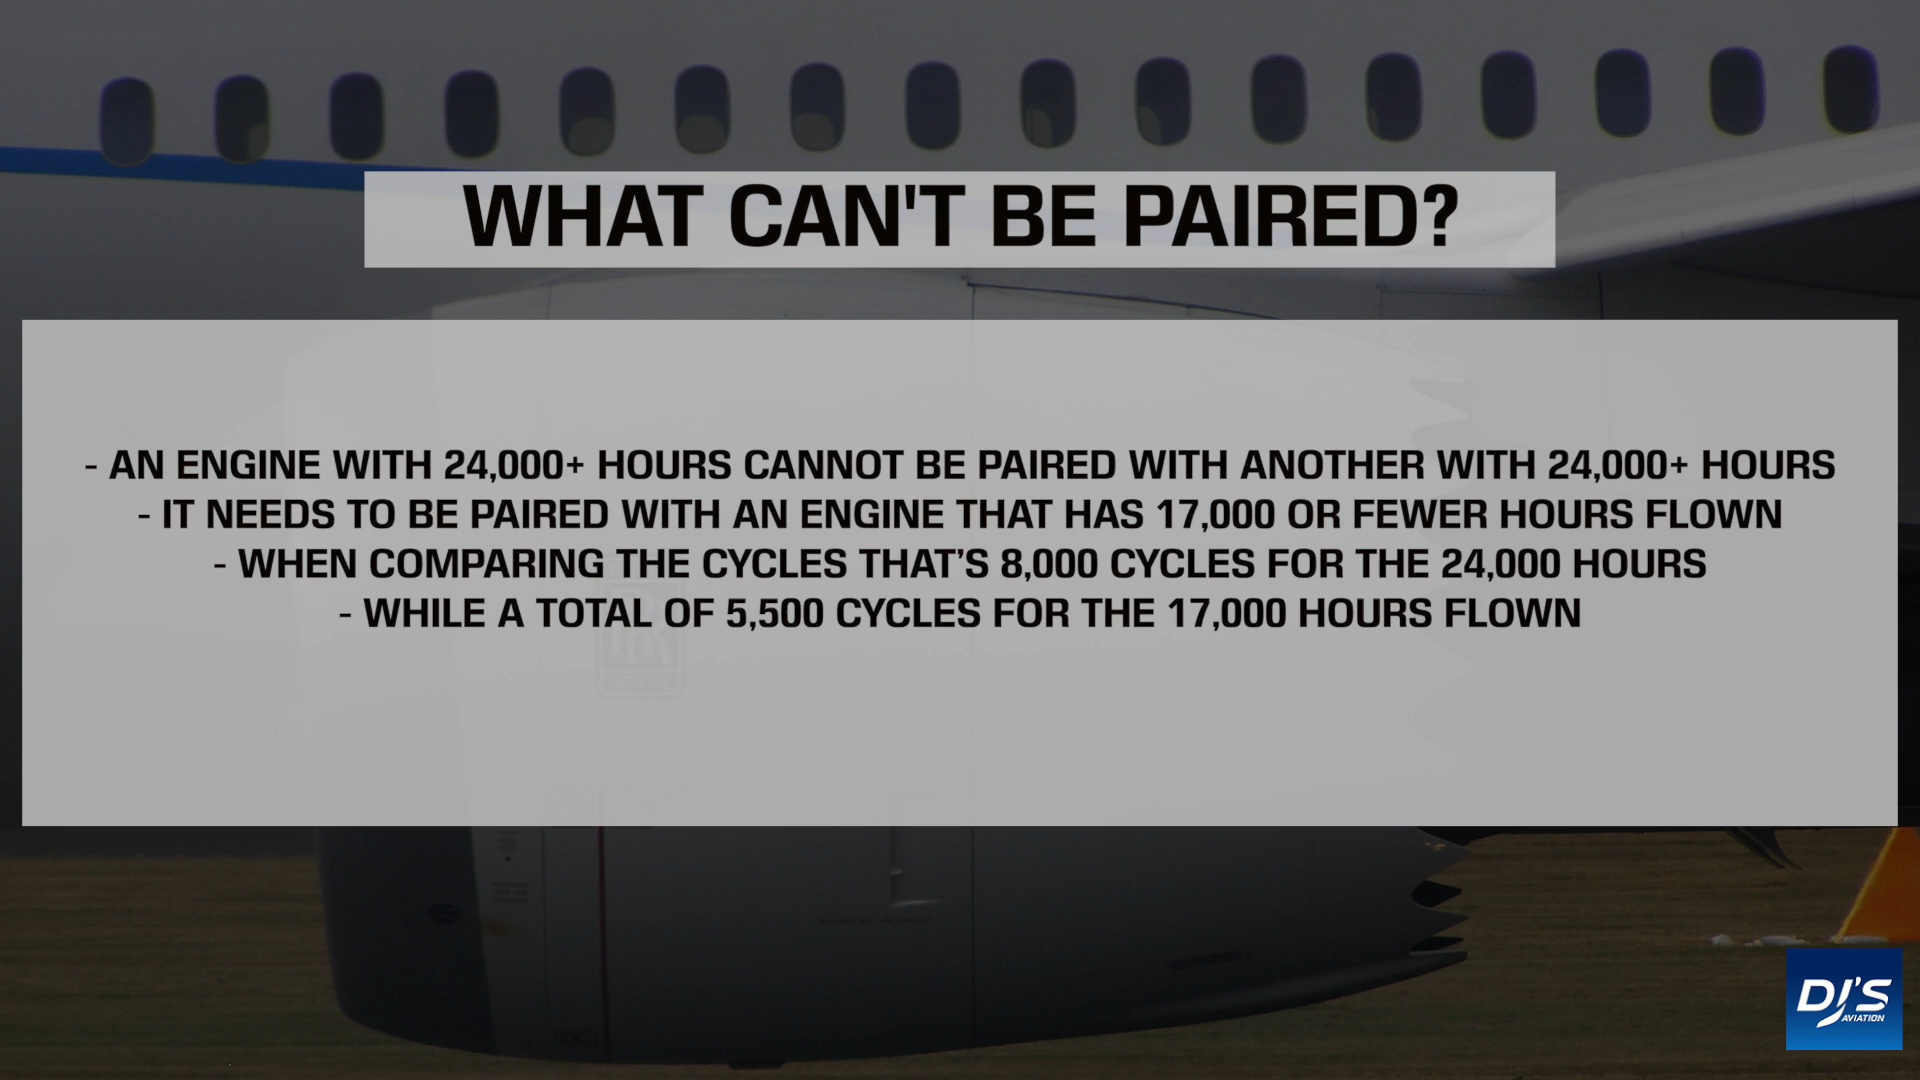 WHAT CAN'T BE PAIRED?
- AN ENGINE WITH 24,000+ HOURS CANNOT BE PAIRED WITH ANOTHER WITH 24,000+ HOURS
- IT NEEDS TO BE PAIRED WITH AN ENGINE THAT HAS 17,000 OR FEWER HOURS FLOWN
- WHEN COMPARING THE CYCLES THAT’S 8,000 CYCLES FOR THE 24,000 HOURS
- WHILE A TOTAL OF 5,500 CYCLES FOR THE 17,000 HOURS FLOWN
DJ'S
AVIATION